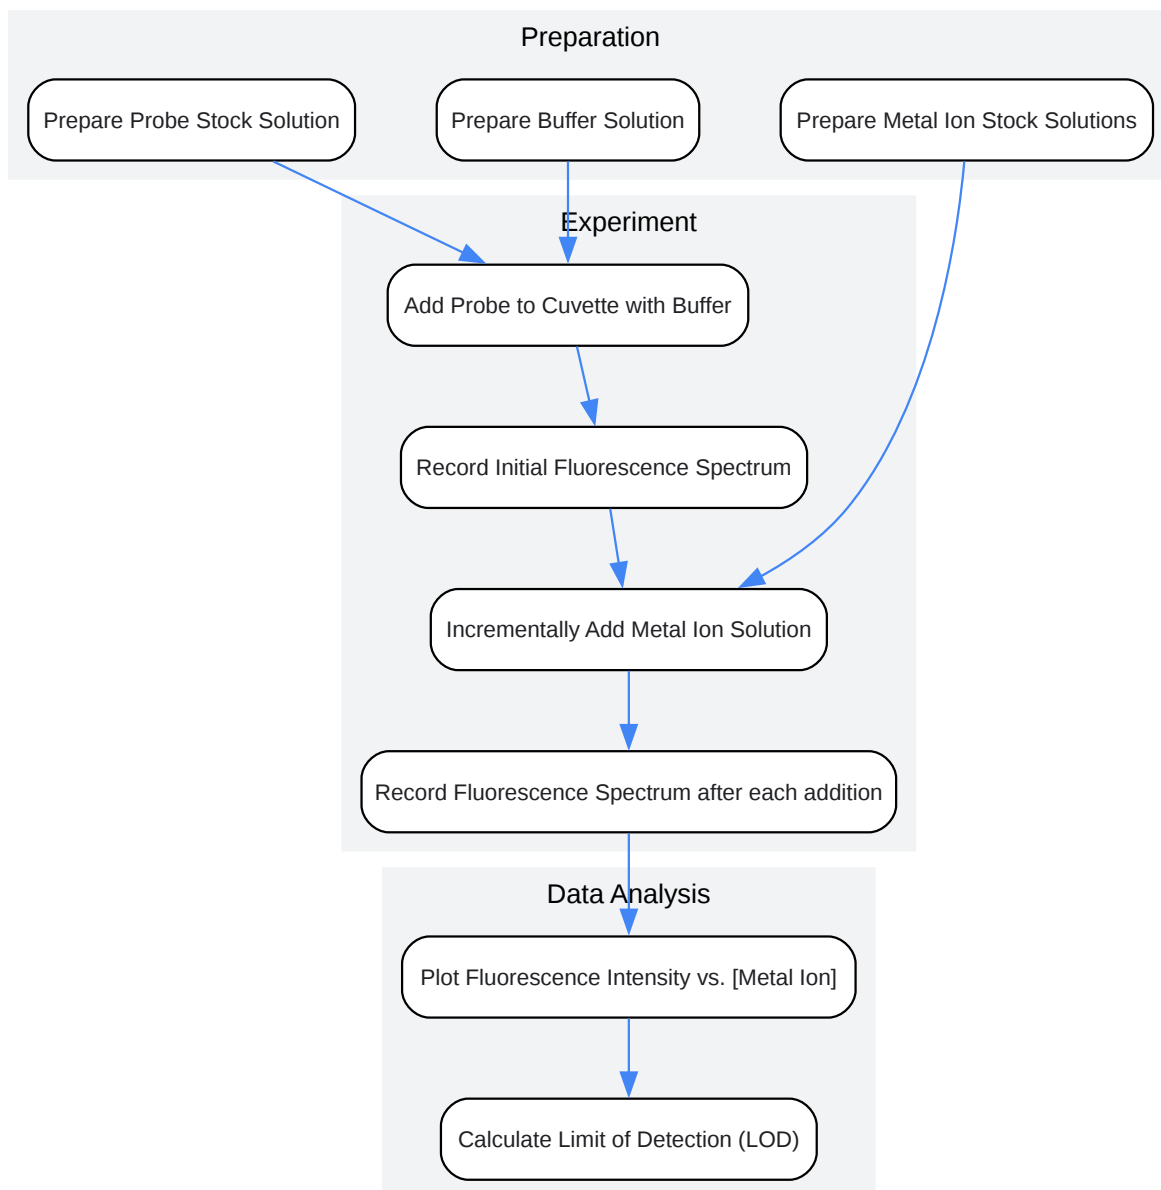 Preparation
Prepare Probe Stock Solution
Prepare Buffer Solution
Prepare Metal Ion Stock Solutions
Experiment
Add Probe to Cuvette with Buffer
Record Initial Fluorescence Spectrum
Incrementally Add Metal Ion Solution
Record Fluorescence Spectrum after each addition
Data Analysis
Plot Fluorescence Intensity vs. [Metal Ion]
Calculate Limit of Detection (LOD)